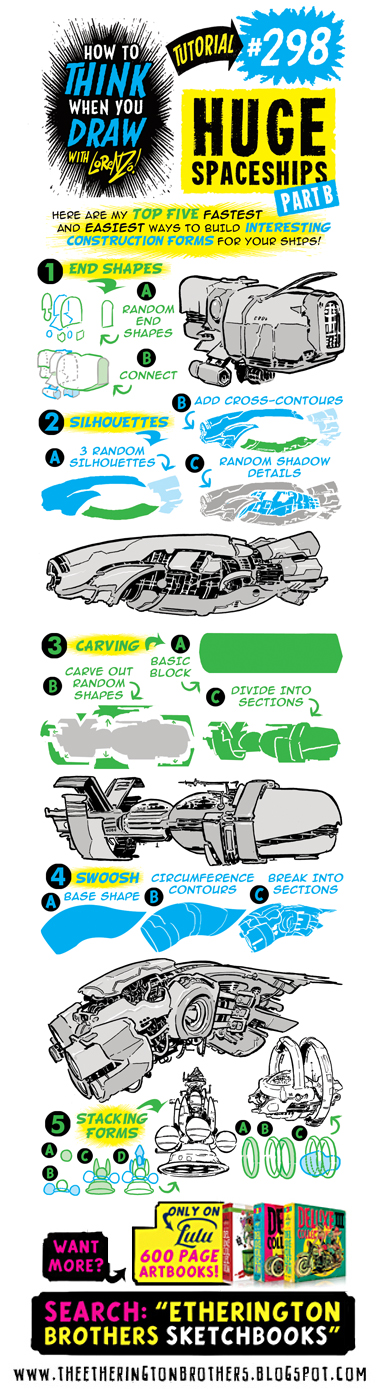 HOW TO
THINK
WHEN YOU
DRAW
WITH LORENZO!
TUTORIAL
#298
HUGE
SPACESHIPS
PART B
HERE ARE MY TOP FIVE FASTEST
AND EASIEST WAYS TO BUILD INTERESTING
CONSTRUCTION FORMS FOR YOUR SHIPS!
1 END SHAPES
A
RANDOM
END
SHAPES
B
CONNECT
2 SILHOUETTES
A 3 RANDOM
SILHOUETTES
B ADD CROSS-CONTOURS
C RANDOM SHADOW
DETAILS
3 CARVING
A
BASIC
BLOCK
B CARVE OUT
RANDOM
SHAPES
C DIVIDE INTO
SECTIONS
4 SWOOSH
A BASE SHAPE
B CIRCUMFERENCE
CONTOURS
C BREAK INTO
SECTIONS
5 STACKING
FORMS
A
B
C
D
A B C
WANT
MORE?
ONLY ON
Lulu
600 PAGE
ARTBOOKS!
DELUXE
III
SEARCH: "ETHERINGTON
BROTHERS SKETCHBOOKS"
WWW.THEETHERINGTONBROTHERS.BLOGSPOT.COM